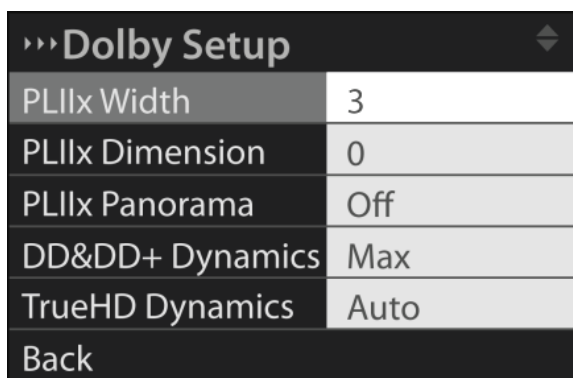 Dolby Setup
PLIIx Width 3
PLIIx Dimension 0
PLIIx Panorama Off
DD&DD+ Dynamics Max
TrueHD Dynamics Auto
Back